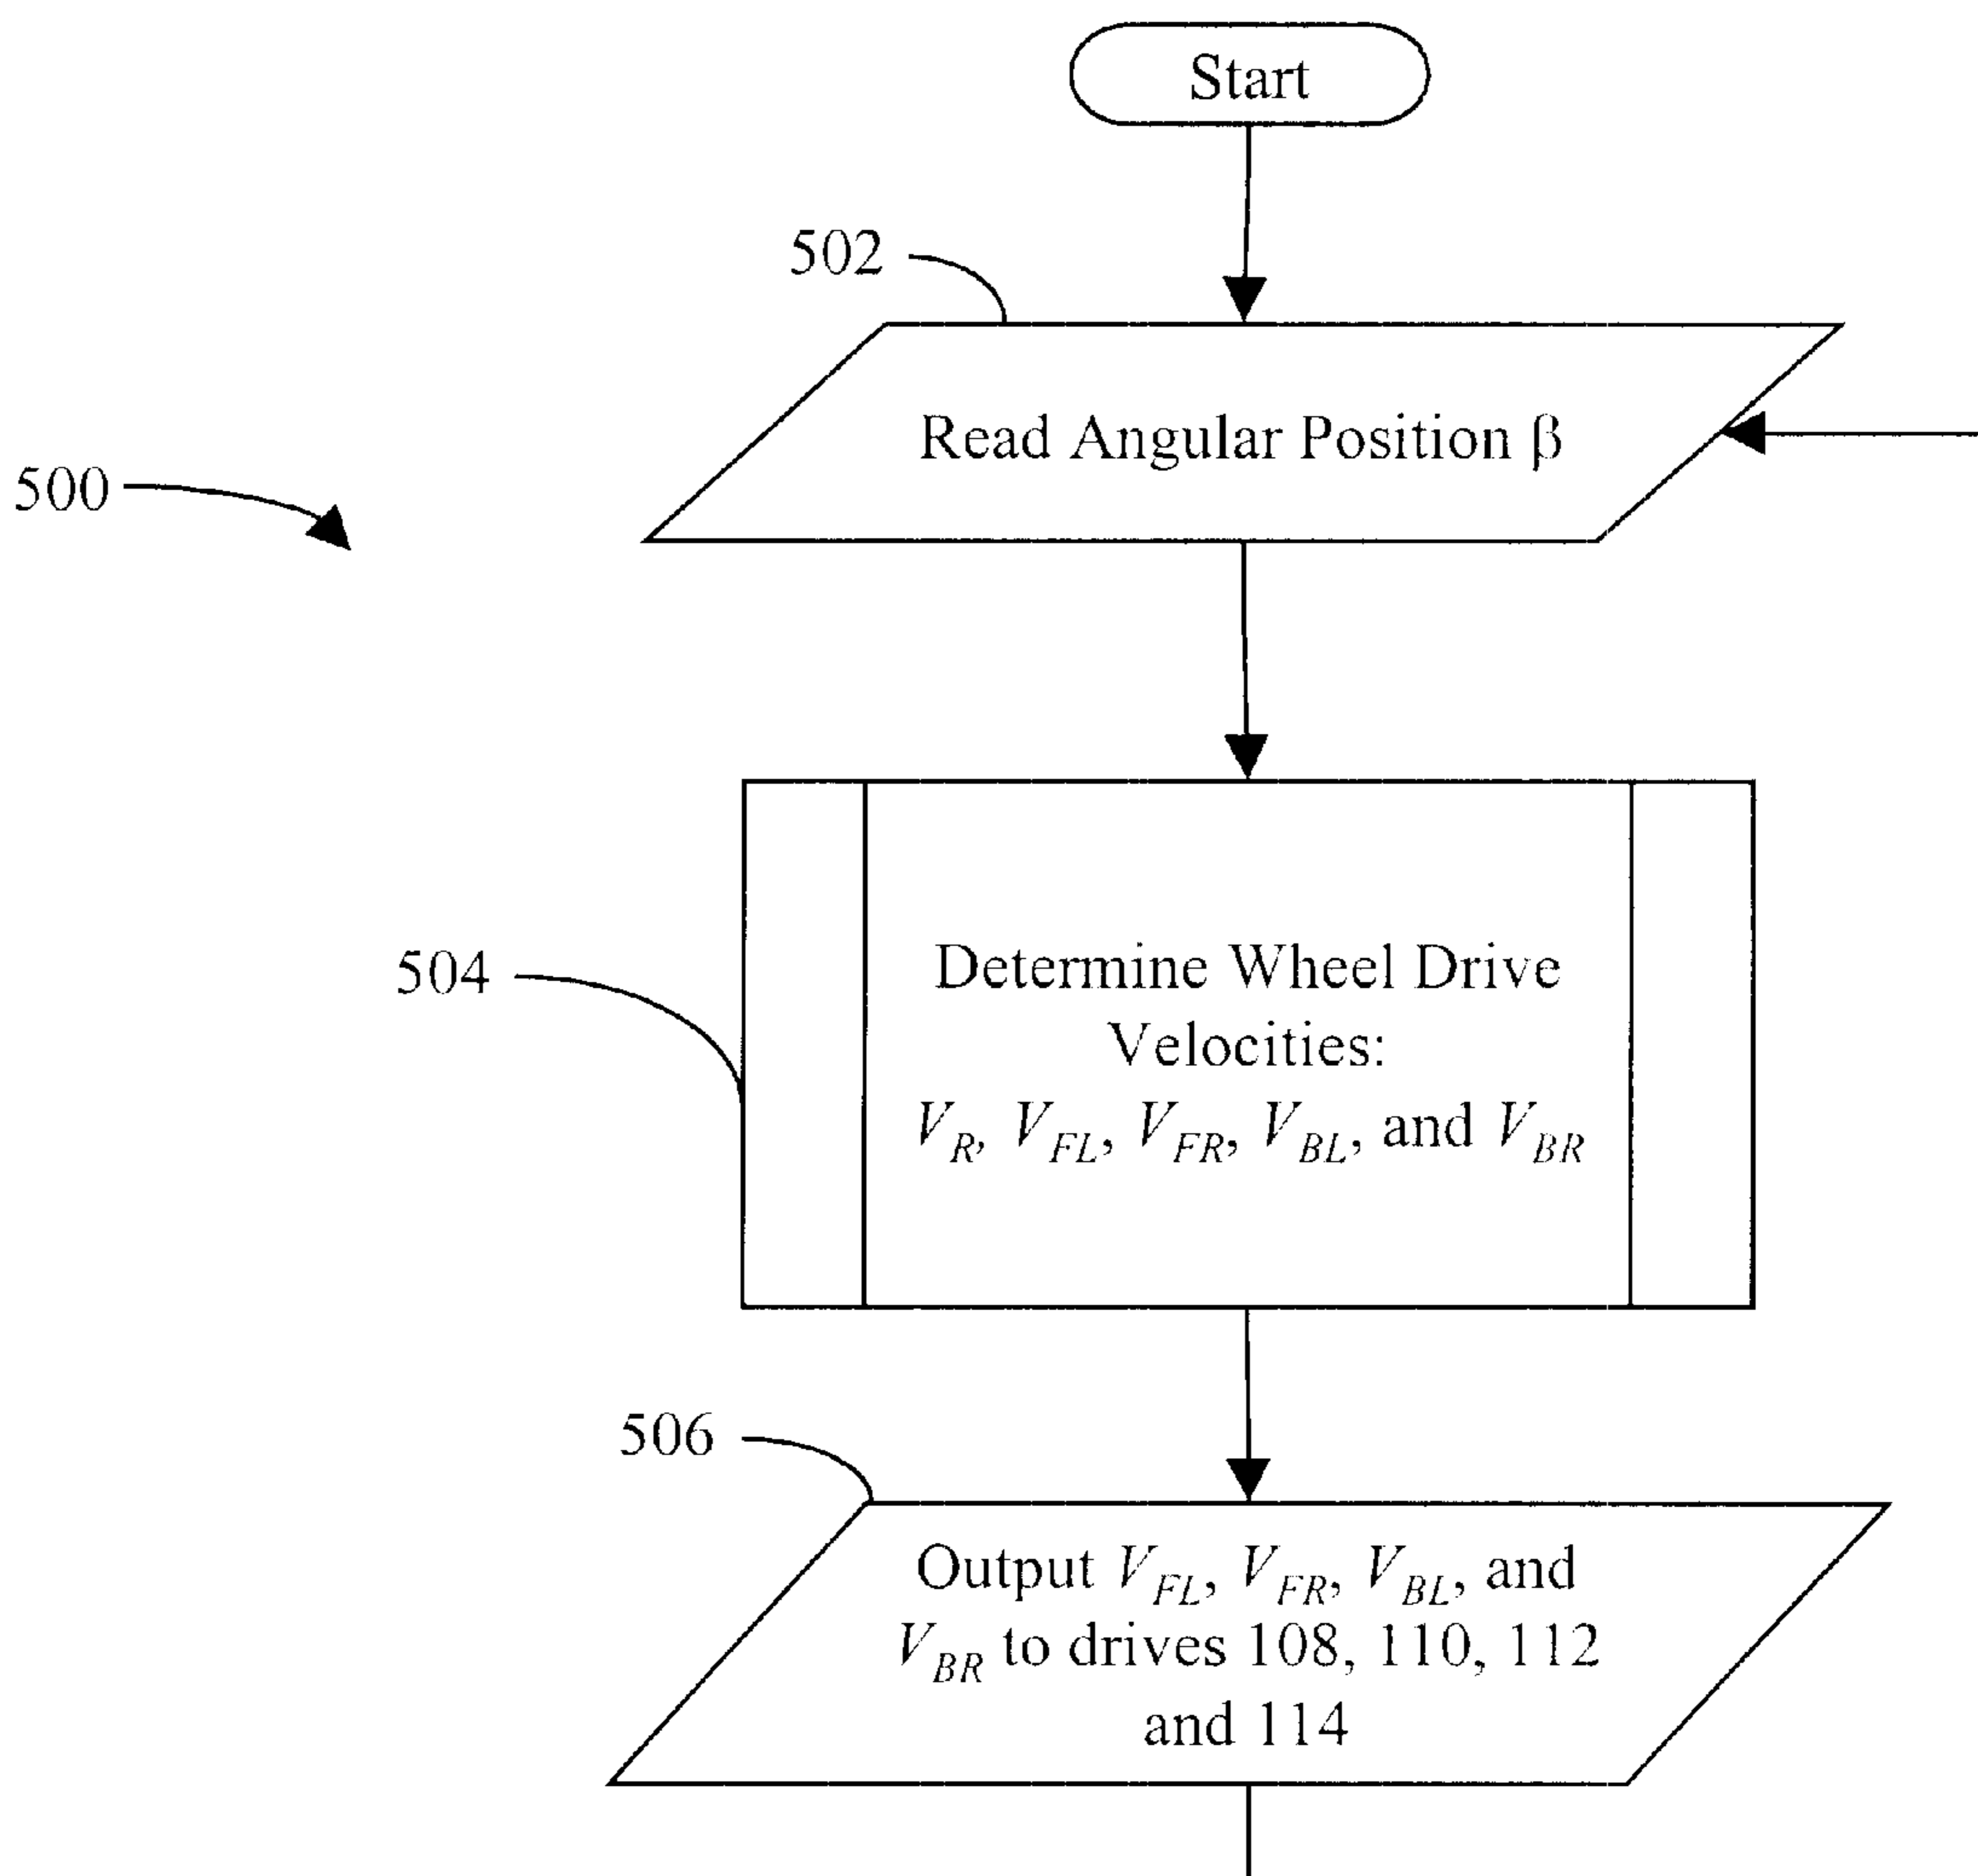 Start
502
Read Angular Position β
500
504
Determine Wheel Drive
Velocities:
V_R, V_FL, V_FR, V_BL, and V_BR
506
Output V_FL, V_FR, V_BL, and
V_BR to drives 108, 110, 112
and 114